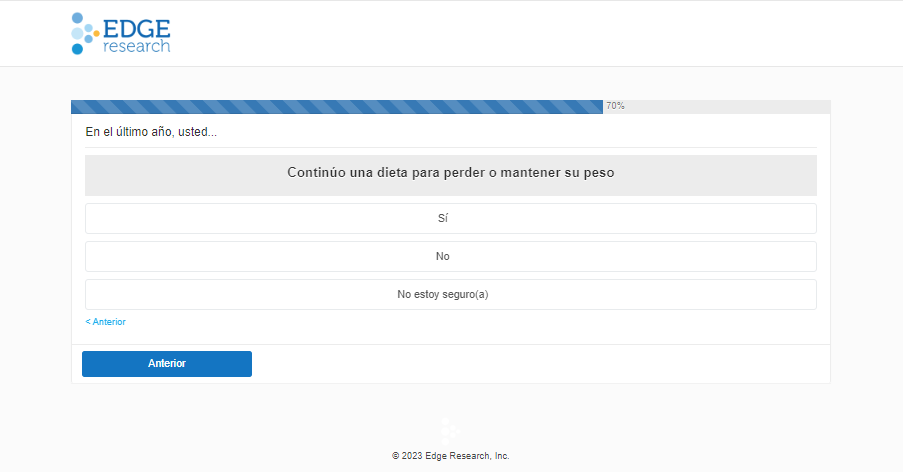 EDGE
research
70%
En el último año, usted...
Continúo una dieta para perder o mantener su peso
Sí
No
No estoy seguro(a)
< Anterior
Anterior
© 2023 Edge Research, Inc.